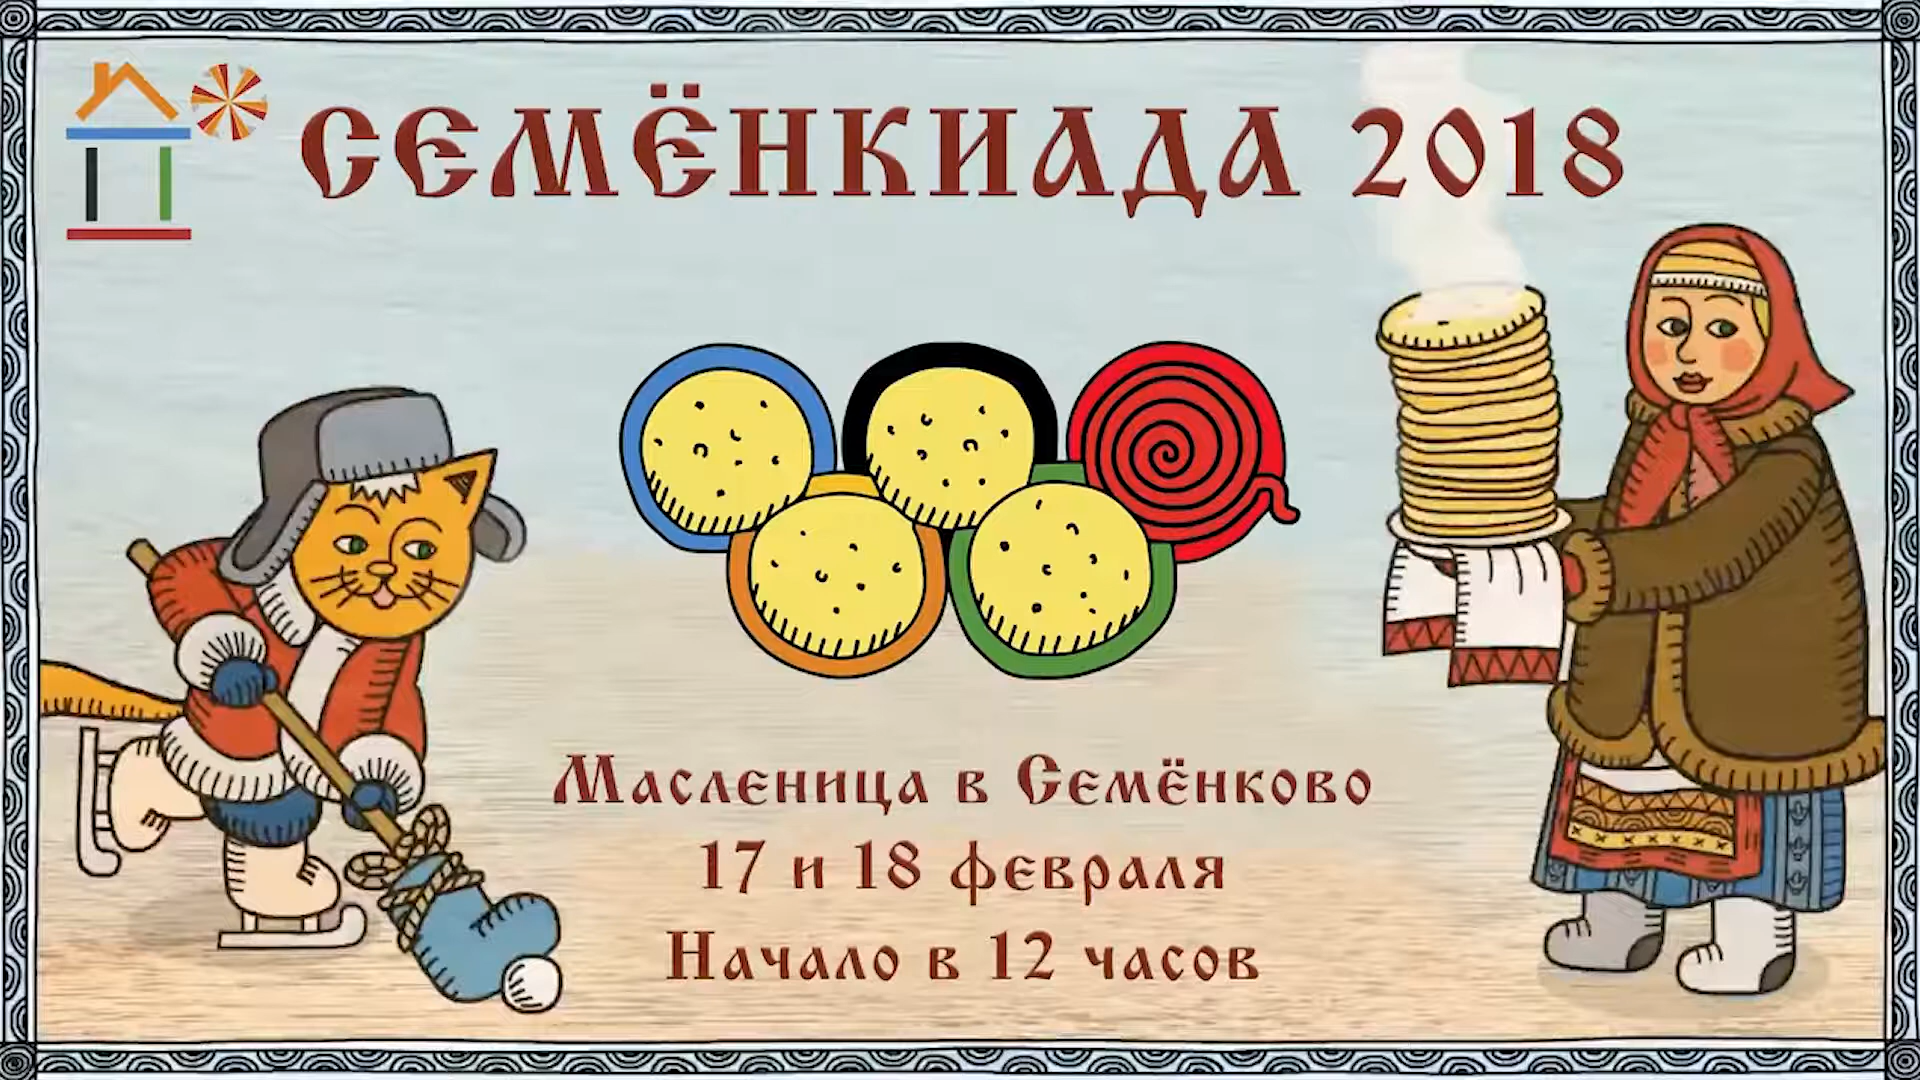 СЕМЁНКИАДА 2018
Масленица в Семёнково
17 и 18 февраля
Начало в 12 часов